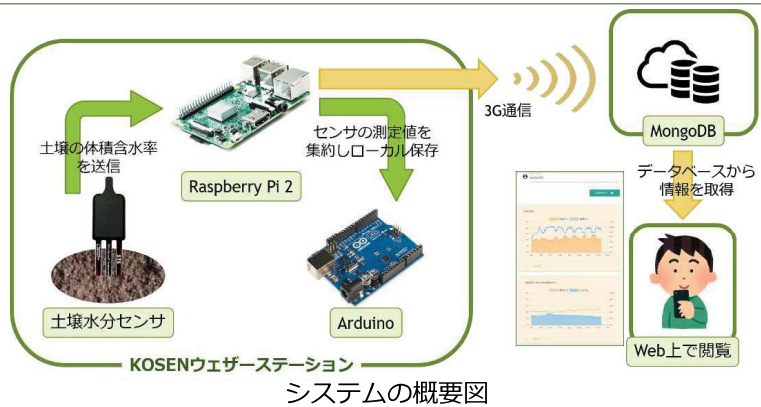 土壌の体積含水率
を送信
Raspberry Pi 2
センサの測定値を
集約しローカル保存
3G通信
MongoDB
データベースから
情報を取得
土壌水分センサ
Arduino
Web上で閲覧
KOSENウェザーステーション
システムの概要図